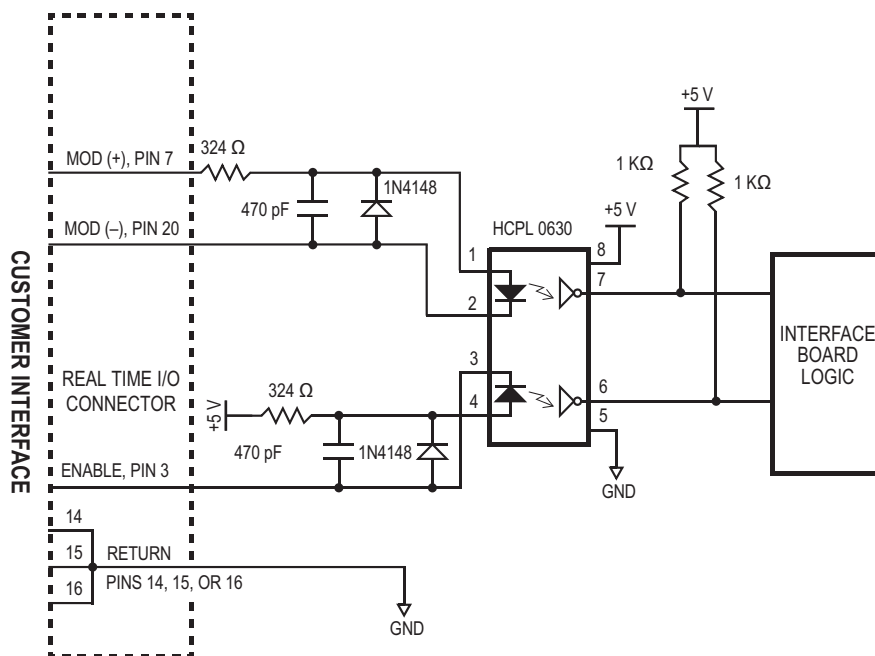 CUSTOMER INTERFACE
MOD (+), PIN 7
324 Ω
470 pF
1N4148
MOD (–), PIN 20
HCPL 0630
+5 V
1 KΩ
1 KΩ
+5 V
1
2
3
4
8
7
6
5
GND
INTERFACE
BOARD
LOGIC
REAL TIME I/O
CONNECTOR
+5 V
324 Ω
470 pF
1N4148
ENABLE, PIN 3
14
15
16
RETURN
PINS 14, 15, OR 16
GND